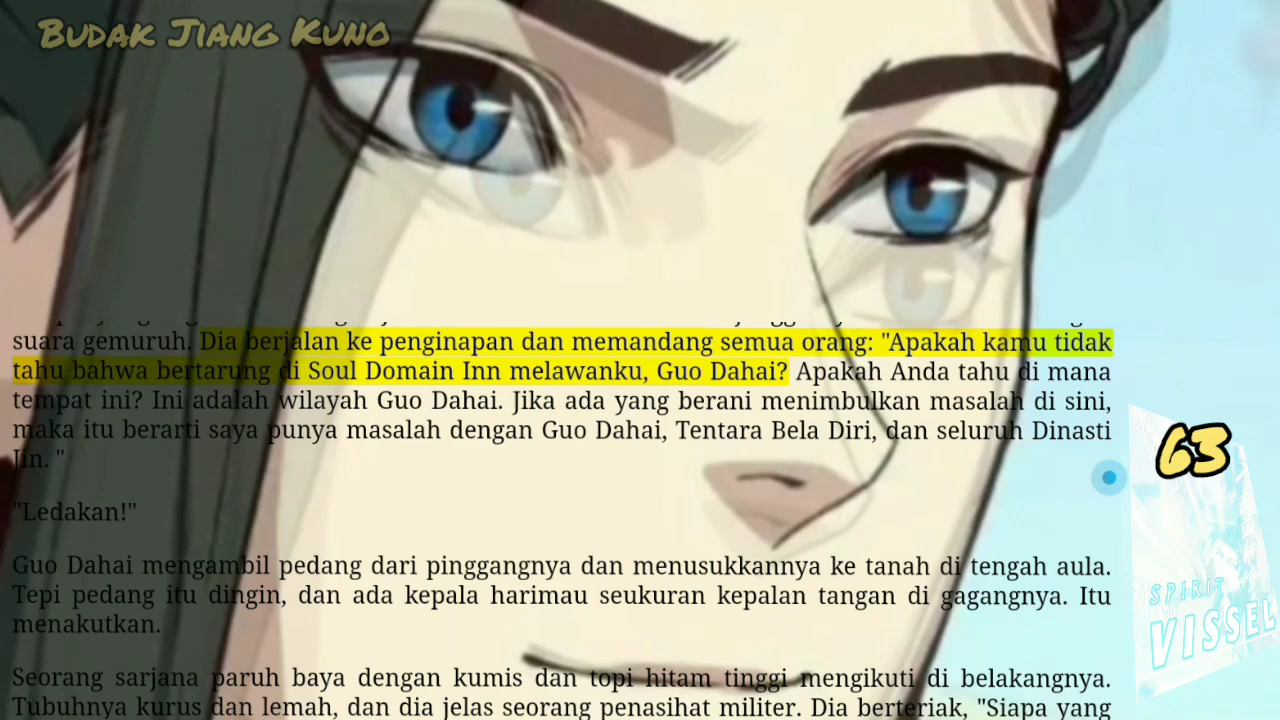 Budak Jiang Kuno
suara gemuruh. Dia berjalan ke penginapan dan memandang semua orang: "Apakah kamu tidak
tahu bahwa bertarung di Soul Domain Inn melawanku, Guo Dahai? Apakah Anda tahu di mana
tempat ini? Ini adalah wilayah Guo Dahai. Jika ada yang berani menimbulkan masalah di sini,
maka itu berarti saya punya masalah dengan Guo Dahai, Tentara Bela Diri, dan seluruh Dinasti
Jin. "
"Ledakan!"
Guo Dahai mengambil pedang dari pinggangnya dan menusukkannya ke tanah di tengah aula.
Tepi pedang itu dingin, dan ada kepala harimau seukuran kepalan tangan di gagangnya. Itu
menakutkan.
Seorang sarjana paruh baya dengan kumis dan topi hitam tinggi mengikuti di belakangnya.
Tubuhnya kurus dan lemah, dan dia jelas seorang penasihat militer. Dia berteriak, "Siapa yang
63
SPIRIT
VISSEL